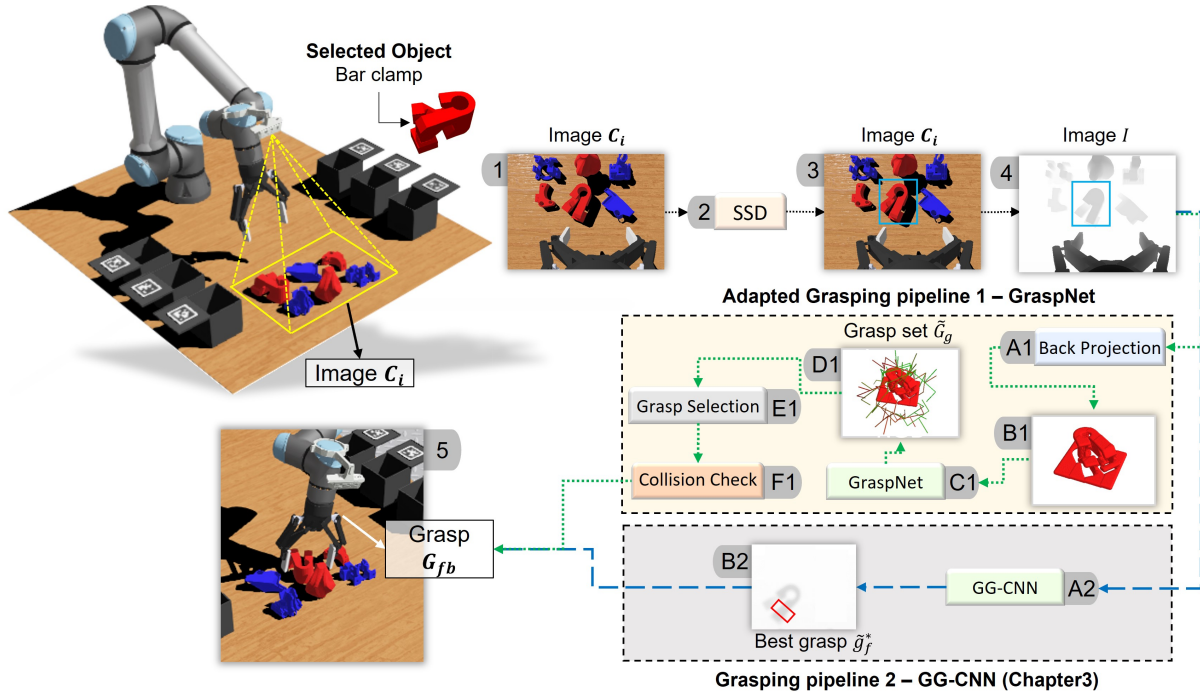 Selected Object
Bar clamp
Image C_i
1
Image C_i
2
SSD
3
Image C_i
4
Image I
Adapted Grasping pipeline 1 – GraspNet
A1
Back Projection
B1
GraspNet
C1
Grasp set G̃_g
D1
Grasp Selection
E1
Collision Check
F1
5
Grasp
G_fb
GG-CNN
A2
B2
Best grasp g̃_f^*
Grasping pipeline 2 – GG-CNN (Chapter3)